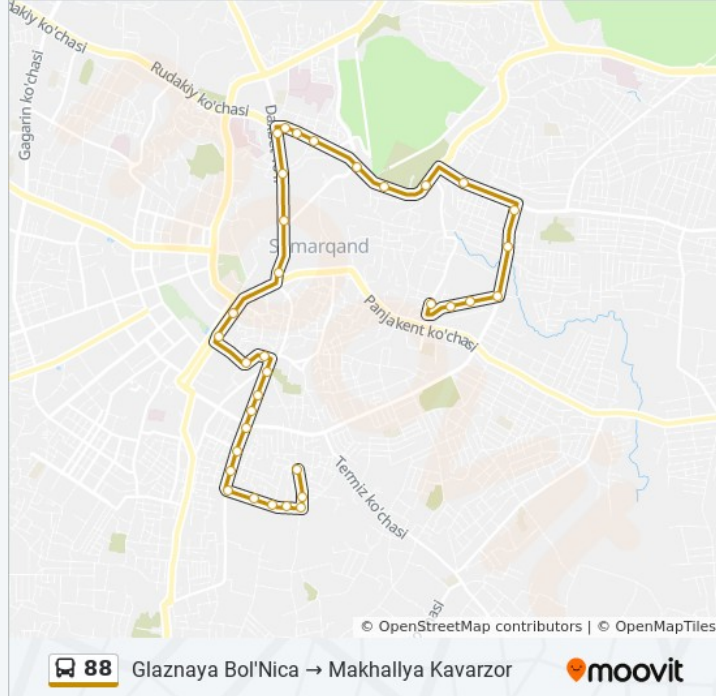 Rudakiy ko'chasi
Gagarin ko'chasi
Samarqand
Panjakent ko'chasi
Termiz ko'chasi
© OpenStreetMap contributors | © OpenMapTiles
88 Glaznaya Bol'Nica → Makhallya Kavarzor moovit